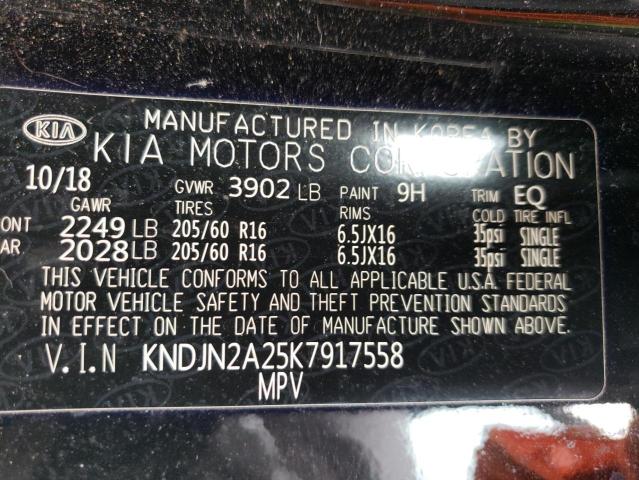 KIA
MANUFACTURED IN KOREA BY
KIA MOTORS CORPORATION
10/18 GVWR 3902 LB PAINT 9H TRIM EQ
GAWR TIRES RIMS COLD TIRE INFL
ONT 2249 LB 205/60 R16 6.5JX16 35psi SINGLE
AR 2028 LB 205/60 R16 6.5JX16 35psi SINGLE
THIS VEHICLE CONFORMS TO ALL APPLICABLE U.S.A. FEDERAL
MOTOR VEHICLE SAFETY AND THEFT PREVENTION STANDARDS
IN EFFECT ON THE DATE OF MANUFACTURE SHOWN ABOVE.
V.I.N KNDJN2A25K7917558
MPV